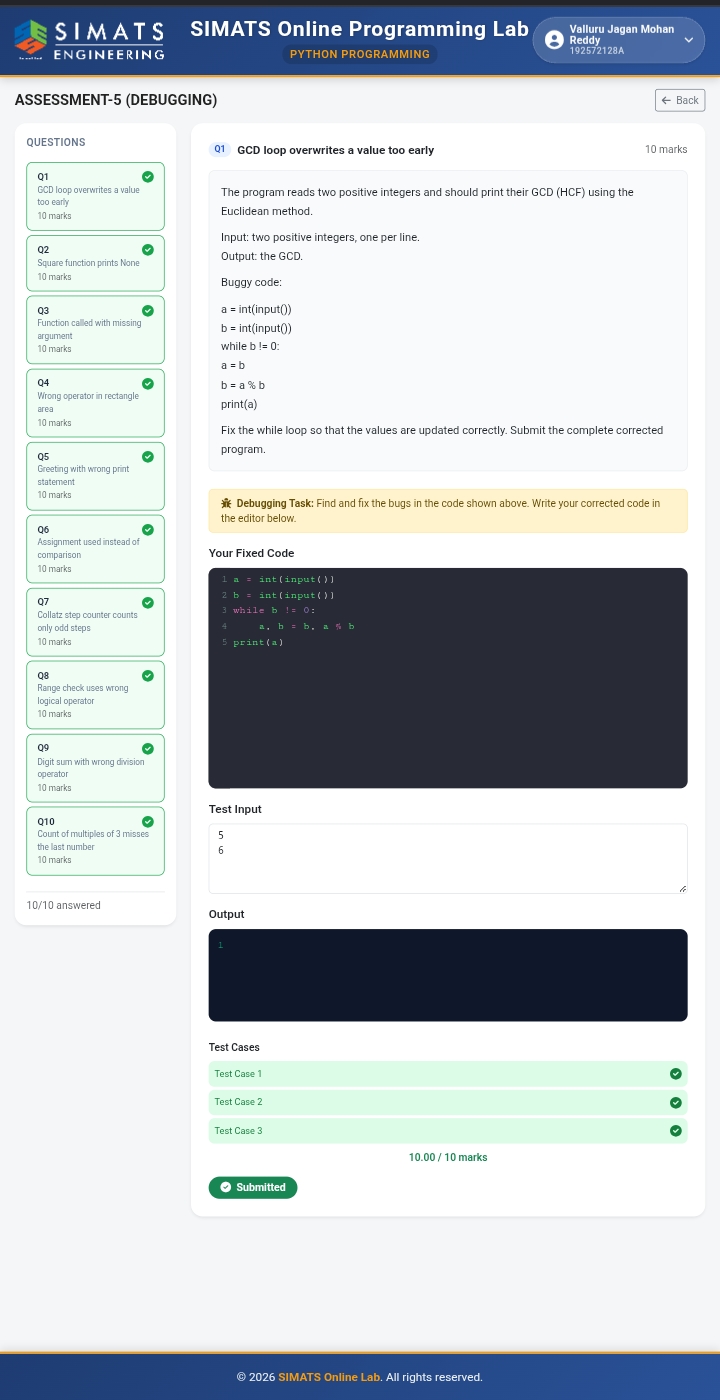 SIMATS
ENGINEERING
SIMATS Online Programming Lab
PYTHON PROGRAMMING
Valluru Jagan Mohan
Reddy
192572128A
ASSESSMENT-5 (DEBUGGING)
Back
QUESTIONS
Q1
GCD loop overwrites a value
too early
10 marks
Q2
Square function prints None
10 marks
Q3
Function called with missing
argument
10 marks
Q4
Wrong operator in rectangle
area
10 marks
Q5
Greeting with wrong print
statement
10 marks
Q6
Assignment used instead of
comparison
10 marks
Q7
Collatz step counter counts
only odd steps
10 marks
Q8
Range check uses wrong
logical operator
10 marks
Q9
Digit sum with wrong division
operator
10 marks
Q10
Count of multiples of 3 misses
the last number
10 marks
10/10 answered
Q1 GCD loop overwrites a value too early 10 marks
The program reads two positive integers and should print their GCD (HCF) using the
Euclidean method.
Input: two positive integers, one per line.
Output: the GCD.
Buggy code:
a = int(input())
b = int(input())
while b != 0:
a = b
b = a % b
print(a)
Fix the while loop so that the values are updated correctly. Submit the complete corrected
program.
Debugging Task: Find and fix the bugs in the code shown above. Write your corrected code in
the editor below.
Your Fixed Code
1 a = int(input())
2 b = int(input())
3 while b != 0:
4     a, b = b, a % b
5 print(a)
Test Input
5
6
Output
1
Test Cases
Test Case 1
Test Case 2
Test Case 3
10.00 / 10 marks
Submitted
© 2026 SIMATS Online Lab. All rights reserved.